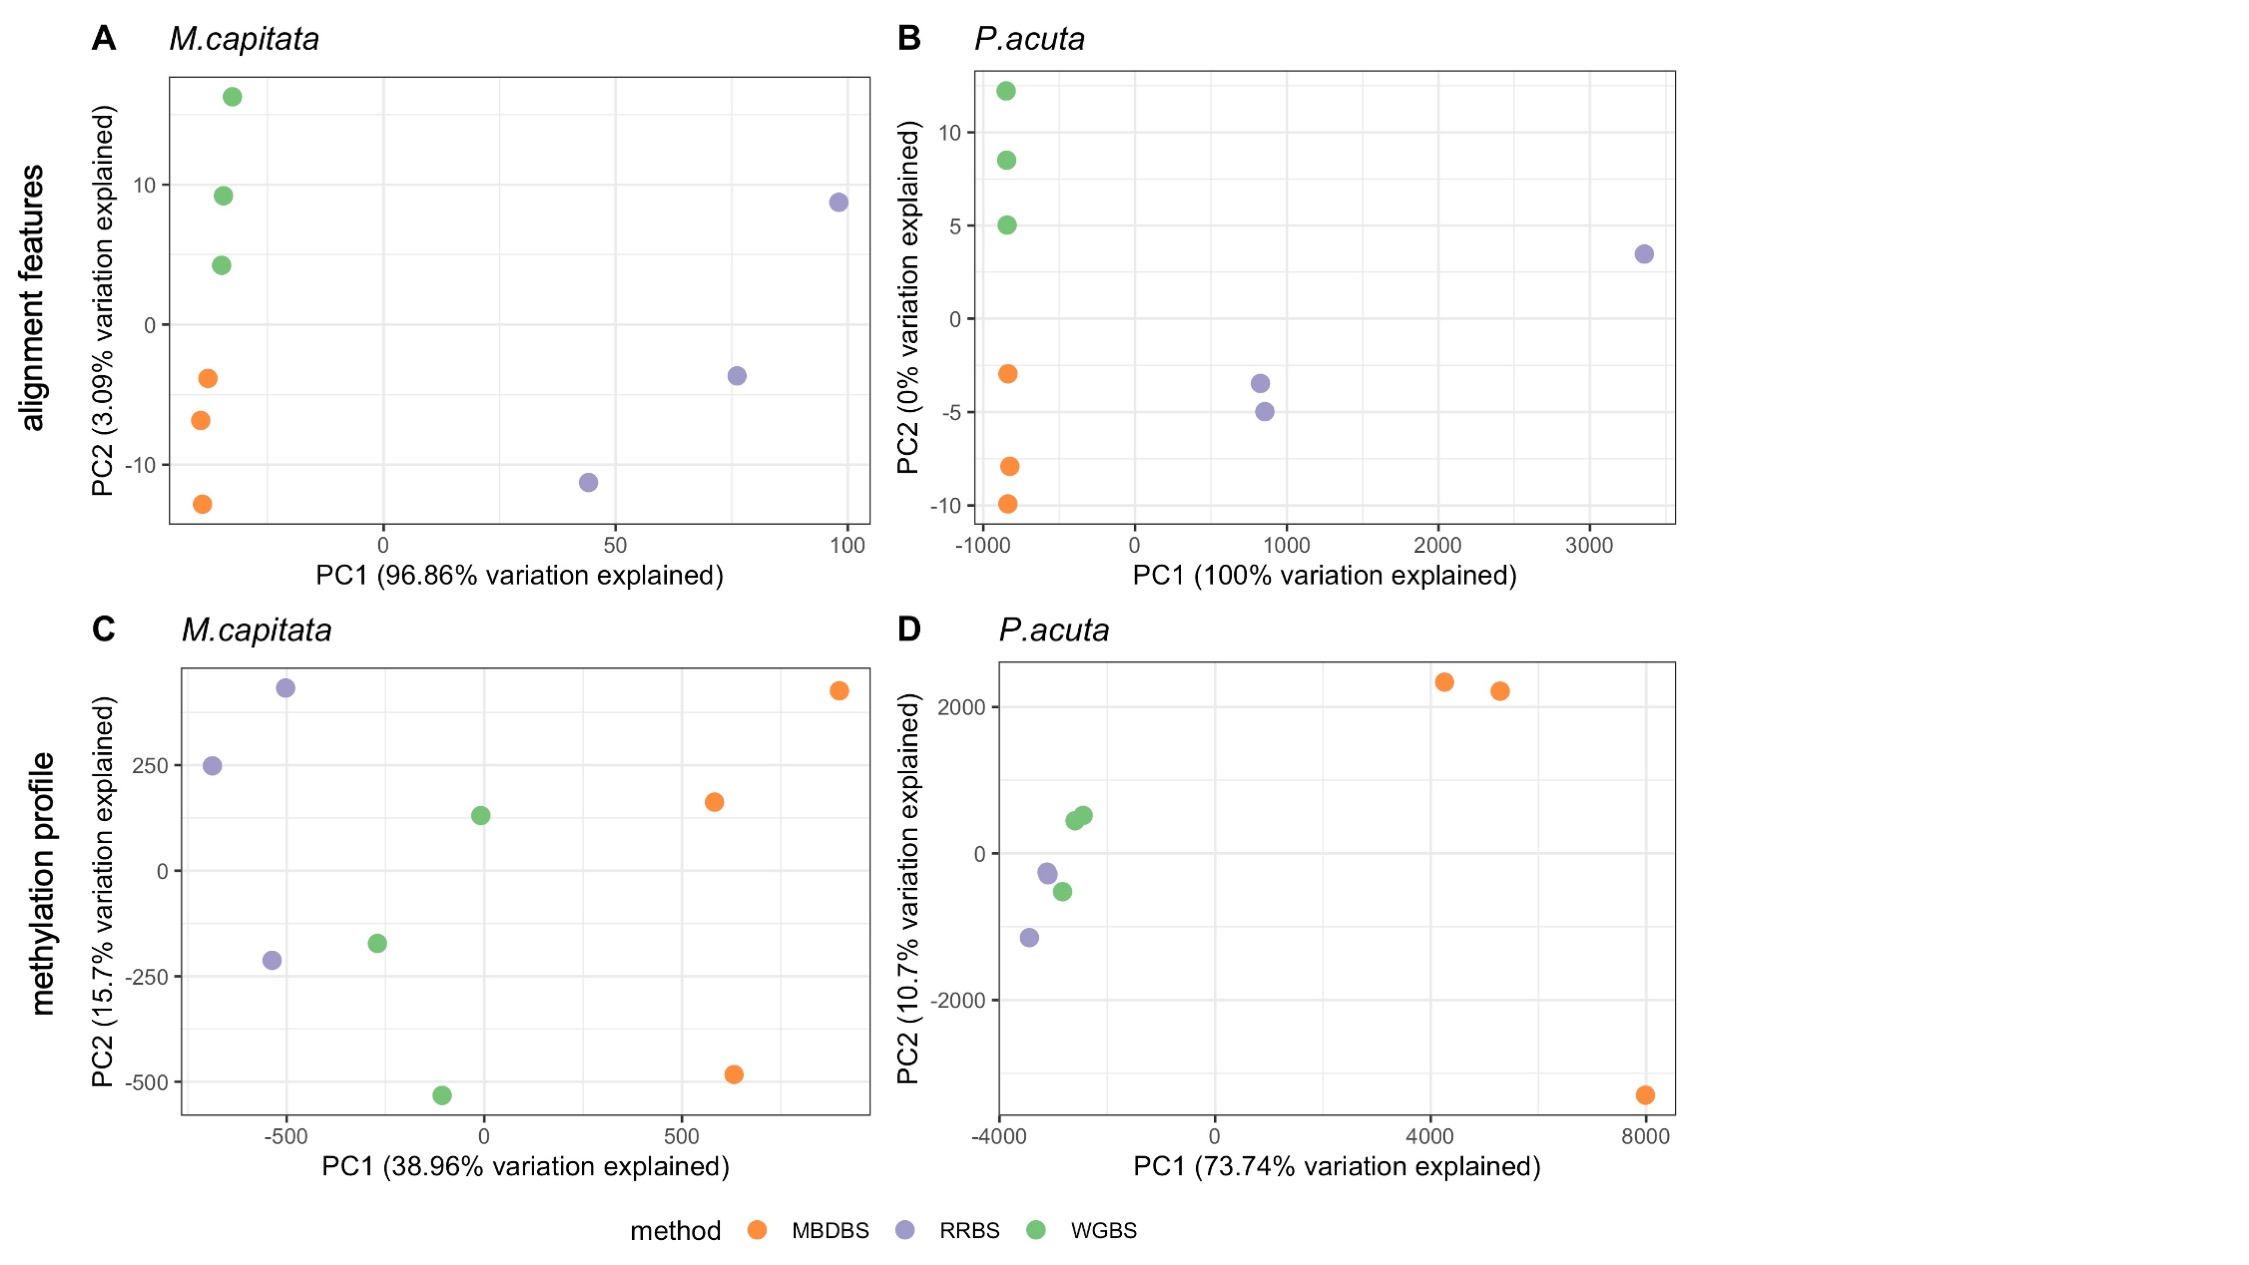 A M.capitata
B P.acuta
alignment features
PC2 (3.09% variation explained)
10
0
-10
0 50 100
PC1 (96.86% variation explained)
PC2 (0% variation explained)
10
5
0
-5
-10
-1000 0 1000 2000 3000
PC1 (100% variation explained)
C M.capitata
D P.acuta
methylation profile
PC2 (15.7% variation explained)
250
0
-250
-500
-500 0 500
PC1 (38.96% variation explained)
PC2 (10.7% variation explained)
2000
0
-2000
-4000 0 4000 8000
PC1 (73.74% variation explained)
method MBDBS RRBS WGBS